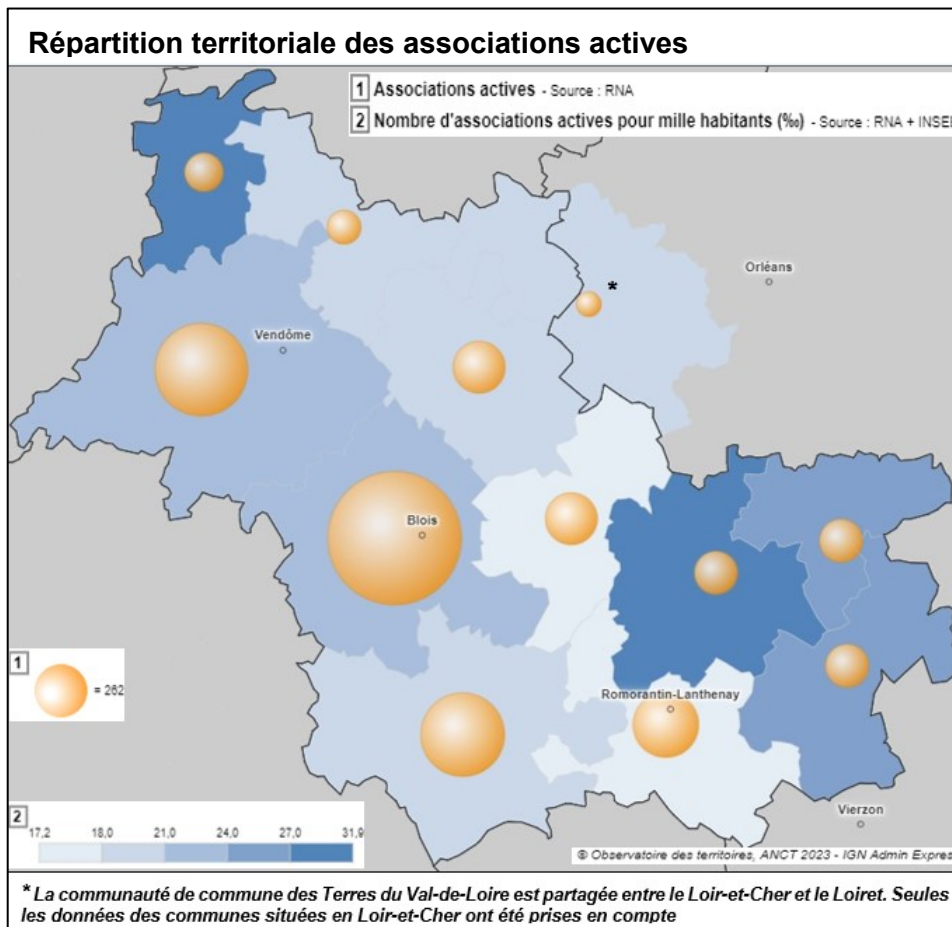 Répartition territoriale des associations actives
1 Associations actives - Source : RNA
2 Nombre d'associations actives pour mille habitants (‰) - Source : RNA + INSEE
Orléans
*
Vendôme
Blois
1
= 262
Romorantin-Lanthenay
2
17,2 18,0 21,0 24,0 27,0 31,9
Vierzon
© Observatoire des territoires, ANCT 2023 - IGN Admin Expres
* La communauté de commune des Terres du Val-de-Loire est partagée entre le Loir-et-Cher et le Loiret. Seules
les données des communes situées en Loir-et-Cher ont été prises en compte